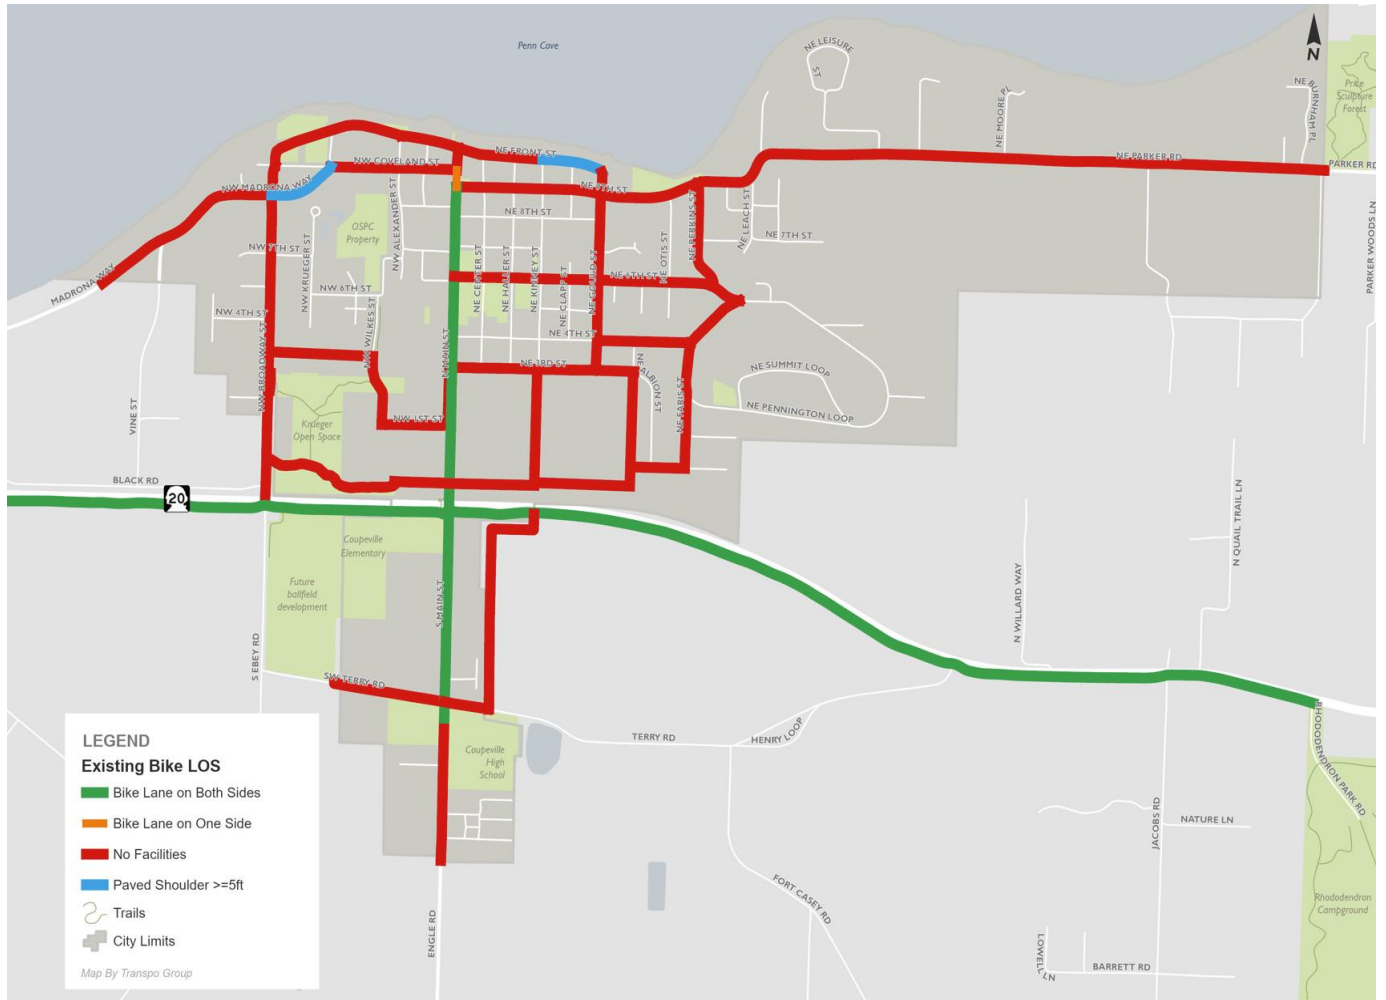 Penn Cove
NE LEISURE
ST
N
NE MOORE PL
NE BURNHAM PL
Price
Sculpture
Forest
NE FRONT ST
NW COVELAND ST
NE PARKER RD
PARKER RD
NW MADRONA WAY
NE 9TH ST
NW ALEXANDER ST
NE 8TH ST
NE PERKINS ST
NE LEACH ST
OSPC
Property
NE 7TH ST
NW 7TH ST
NW KRUEGER ST
NE OTIS ST
PARKER WOODS LN
MADRONA WAY
NE CENTER ST
NE HALLER ST
NE KINNEY ST
NE CLAPP ST
NE GOULD ST
NE 6TH ST
NW 6TH ST
NW 4TH ST
NW WILKES ST
N MAIN ST
NE 4TH ST
NW BROADWAY ST
NE 3RD ST
NE ALBION ST
NE SUMMIT LOOP
NE FARIS ST
NE PENNINGTON LOOP
VINE ST
Krueger
Open Space
NW 1ST ST
BLACK RD
20
N QUAIL TRAIL LN
Coupeville
Elementary
Future
ballfield
development
S MAIN ST
N WILLARD WAY
S EBEY RD
SW TERRY RD
TERRY RD
HENRY LOOP
RHODODENDRON PARK RD
LEGEND
Existing Bike LOS
Bike Lane on Both Sides
Bike Lane on One Side
No Facilities
Paved Shoulder >=5ft
Trails
City Limits
Map By Transpo Group
Coupeville
High
School
JACOBS RD
NATURE LN
FORT CASEY RD
ENGLE RD
Rhododendron
Campground
LOWELL LN
BARRETT RD